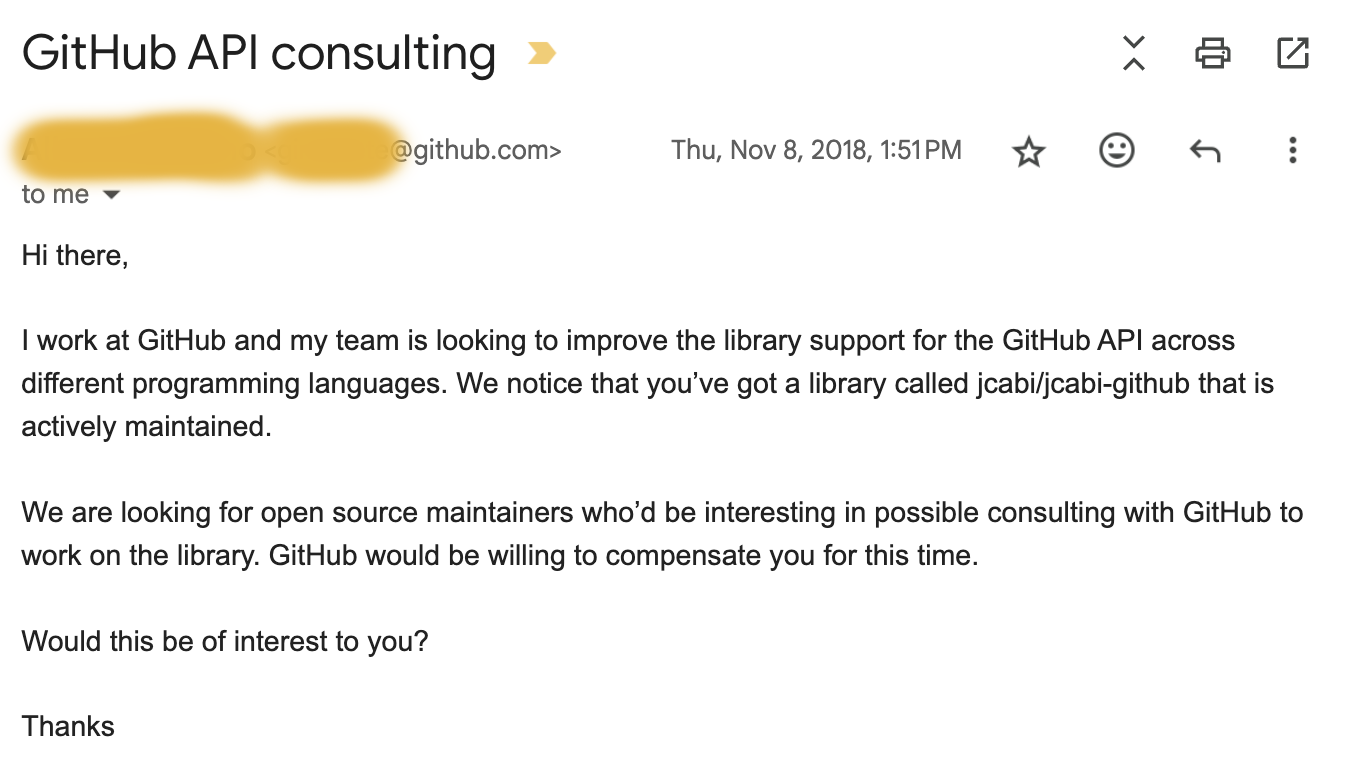 GitHub API consulting
@github.com>
Thu, Nov 8, 2018, 1:51 PM
to me
Hi there,
I work at GitHub and my team is looking to improve the library support for the GitHub API across
different programming languages. We notice that you’ve got a library called jcabi/jcabi-github that is
actively maintained.
We are looking for open source maintainers who’d be interesting in possible consulting with GitHub to
work on the library. GitHub would be willing to compensate you for this time.
Would this be of interest to you?
Thanks